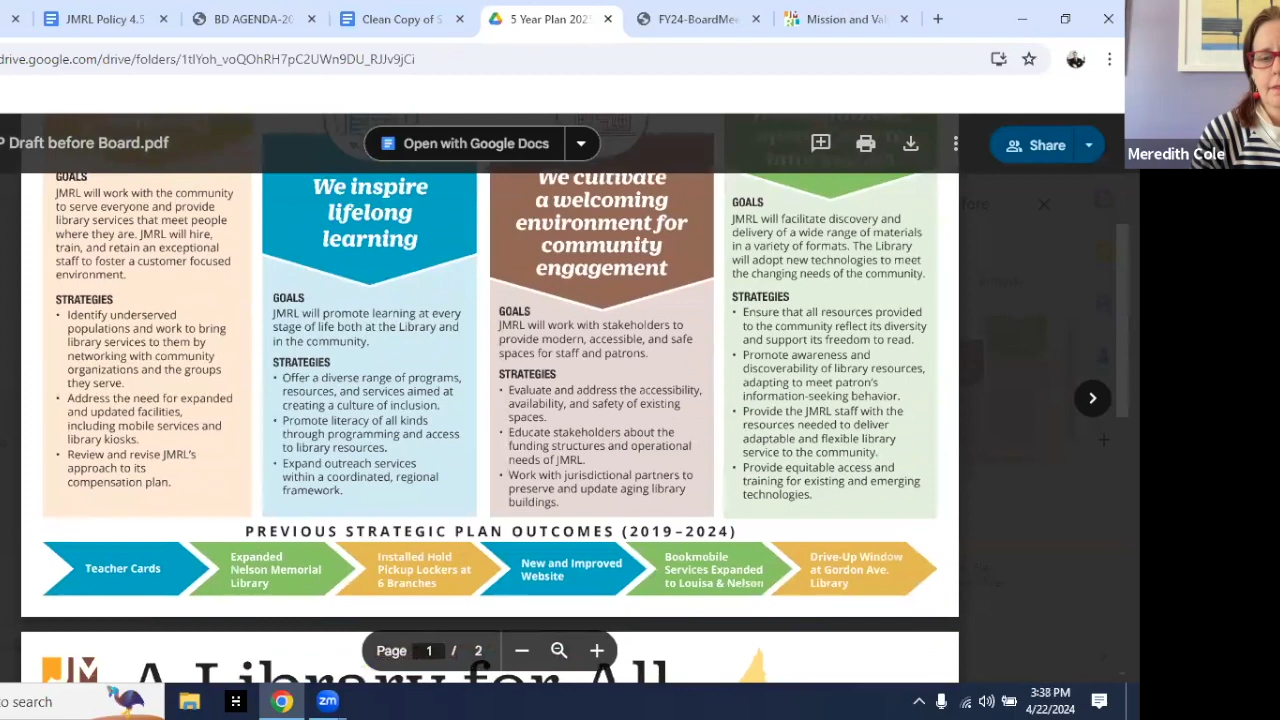 JMRL Policy 4.5
BD AGENDA-20
Clean Copy of S
5 Year Plan 2025
FY24-BoardMee
Mission and Val
drive.google.com/drive/folders/1tIYoh_voQOhRH7pC2UWn9DU_RJJv9jCi
P Draft before Board.pdf
Open with Google Docs
Share
Meredith Cole
GOALS
JMRL will work with the community
to serve everyone and provide
library services that meet people
where they are. JMRL will hire,
train, and retain an exceptional
staff to foster a customer focused
environment.
STRATEGIES
• Identify underserved
populations and work to bring
library services to them by
networking with community
organizations and the groups
they serve.
• Address the need for expanded
and updated facilities,
including mobile services and
library kiosks.
• Review and revise JMRL's
approach to its
compensation plan.
We inspire
lifelong
learning
GOALS
JMRL will promote learning at every
stage of life both at the Library and
in the community.
STRATEGIES
• Offer a diverse range of programs,
resources, and services aimed at
creating a culture of inclusion.
• Promote literacy of all kinds
through programming and access
to library resources.
• Expand outreach services
within a coordinated, regional
framework.
We cultivate
a welcoming
environment for
community
engagement
GOALS
JMRL will work with stakeholders to
provide modern, accessible, and safe
spaces for staff and patrons.
STRATEGIES
• Evaluate and address the accessibility,
availability, and safety of existing
spaces.
• Educate stakeholders about the
funding structures and operational
needs of JMRL.
• Work with jurisdictional partners to
preserve and update aging library
buildings.
GOALS
JMRL will facilitate discovery and
delivery of a wide range of materials
in a variety of formats. The Library
will adopt new technologies to meet
the changing needs of the community.
STRATEGIES
• Ensure that all resources provided
to the community reflect its diversity
and support its freedom to read.
• Promote awareness and
discoverability of library resources,
adapting to meet patron's
information-seeking behavior.
• Provide the JMRL staff with the
resources needed to deliver
adaptable and flexible library
service to the community.
• Provide equitable access and
training for existing and emerging
technologies.
PREVIOUS STRATEGIC PLAN OUTCOMES (2019–2024)
Teacher Cards
Expanded
Nelson Memorial
Library
Installed Hold
Pickup Lockers at
6 Branches
New and Improved
Website
Bookmobile
Services Expanded
to Louisa & Nelson
Drive-Up Window
at Gordon Ave.
Library
Page 1 / 2
JM
A Library for All
to search
zm
3:38 PM
4/22/2024